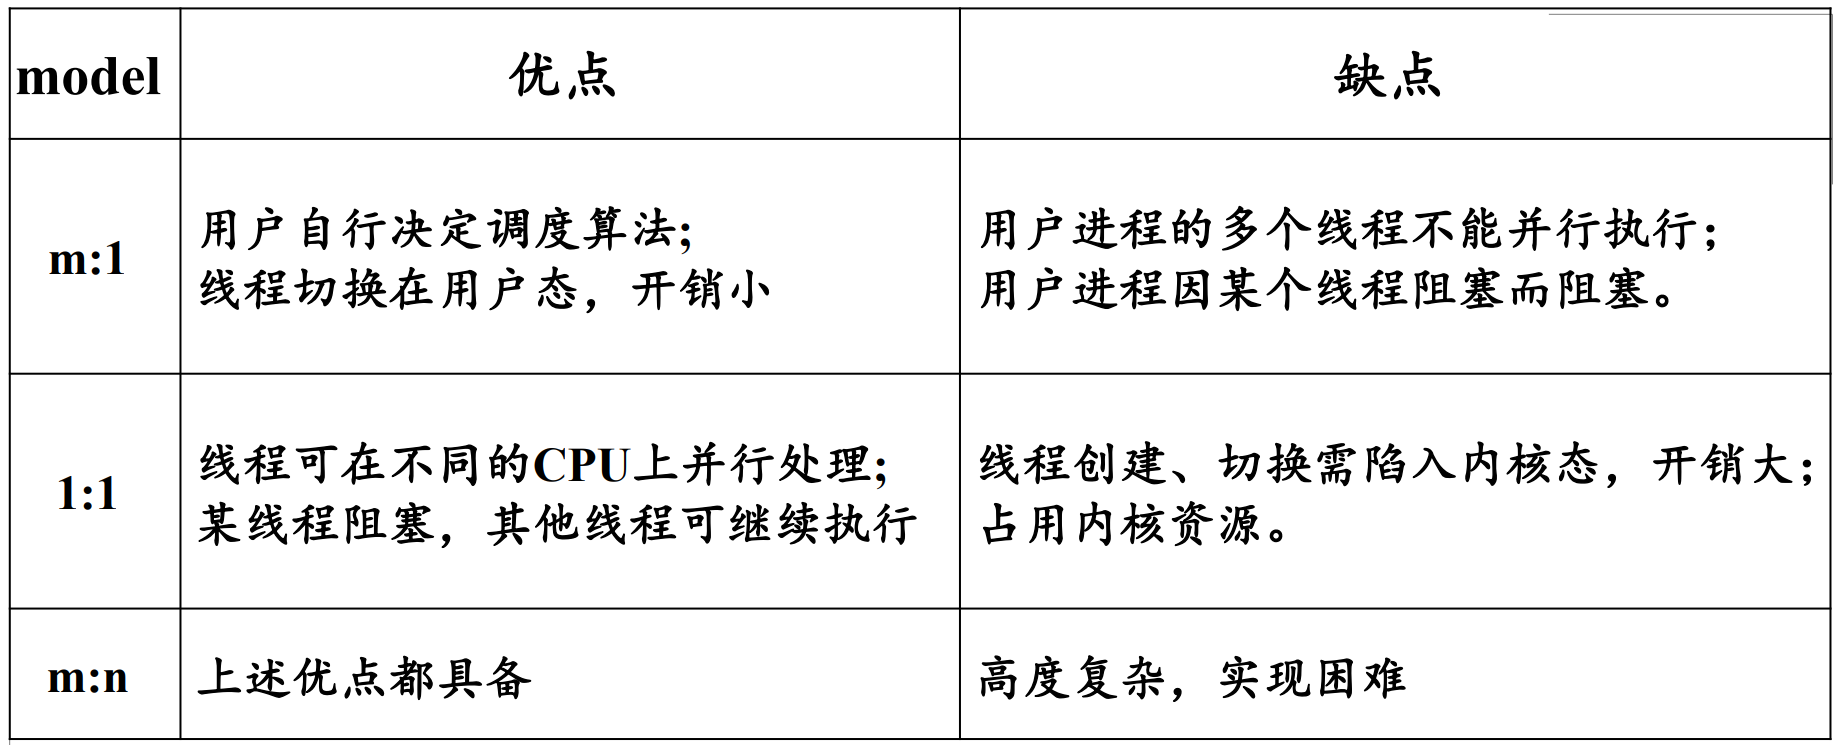 model 优点 缺点
m:1
用户自行决定调度算法;
线程切换在用户态，开销小
用户进程的多个线程不能并行执行；
用户进程因某个线程阻塞而阻塞。
1:1
线程可在不同的CPU上并行处理;
某线程阻塞，其他线程可继续执行
线程创建、切换需陷入内核态，开销大；
占用内核资源。
m:n
上述优点都具备
高度复杂，实现困难